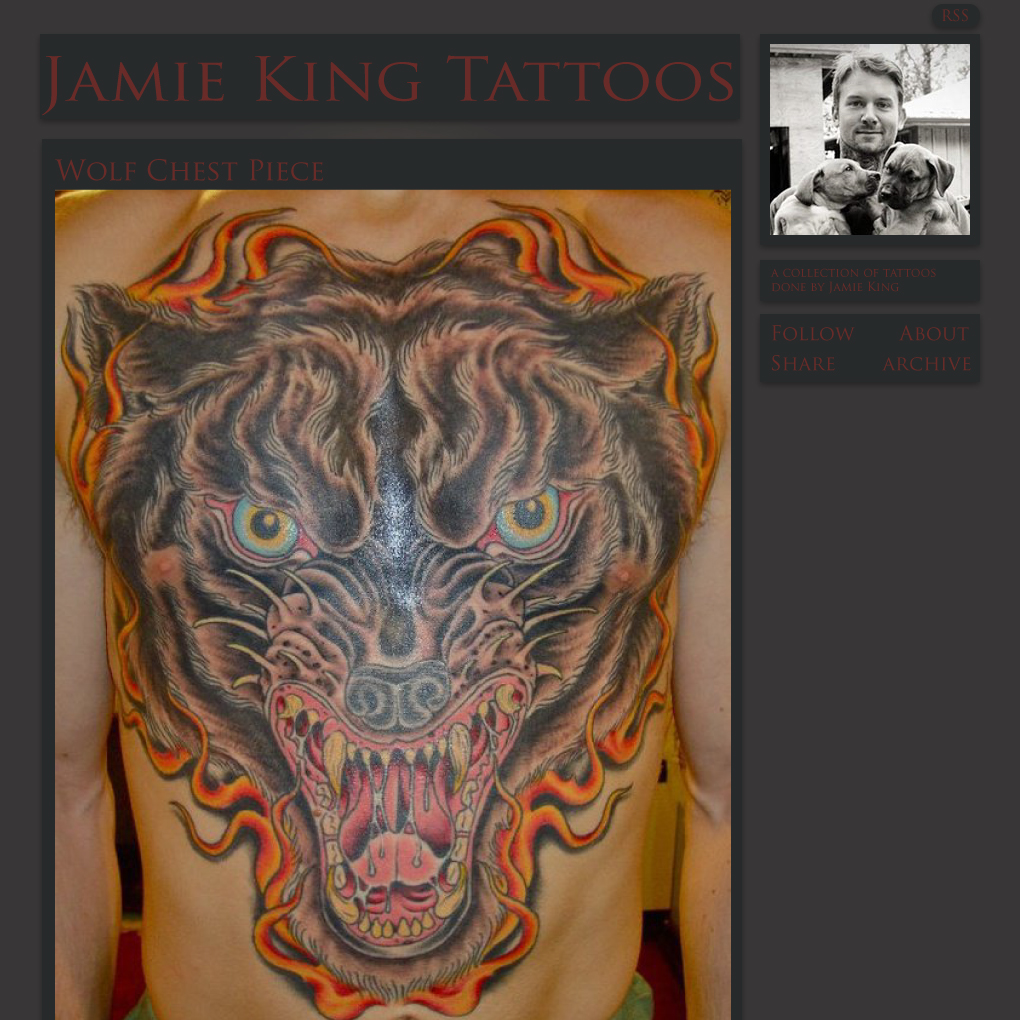 RSS
Jamie King Tattoos
Wolf Chest Piece
a collection of tattoos
done by Jamie King
Follow About
Share archive